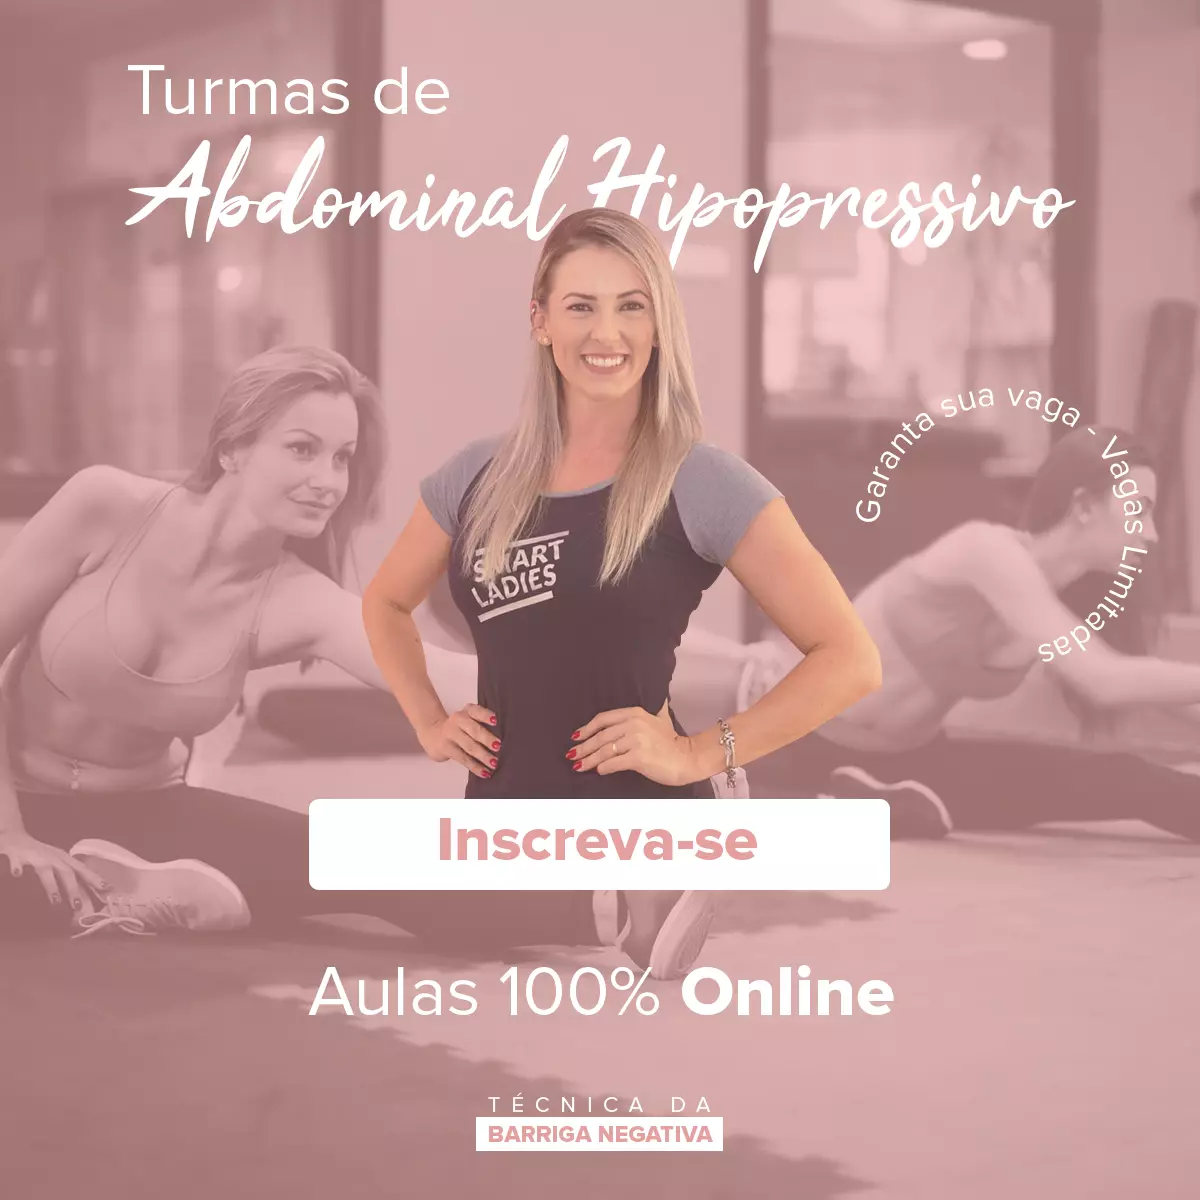 Turmas de
Abdominal Hipopressivo
Garanta sua vaga - Vagas Limitadas
SMART
LADIES
Inscreva-se
Aulas 100% Online
TÉCNICA DA
BARRIGA NEGATIVA